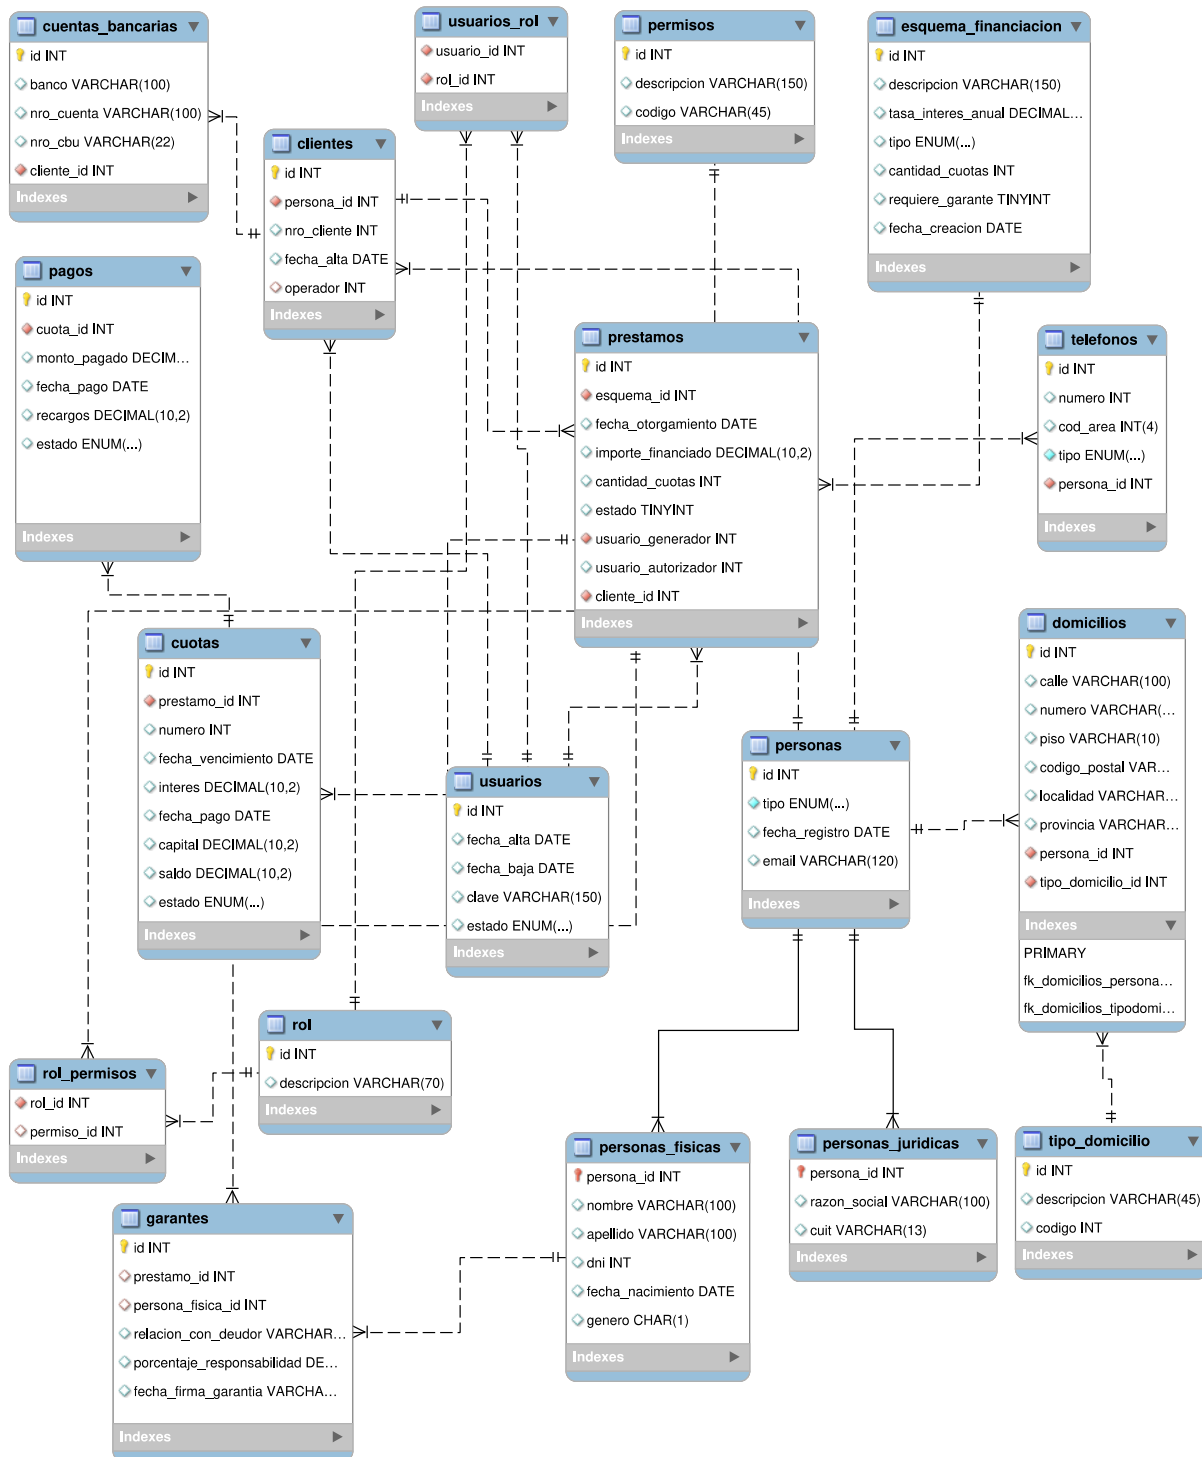 cuentas_bancarias
id INT
banco VARCHAR(100)
nro_cuenta VARCHAR(100)
nro_cbu VARCHAR(22)
cliente_id INT
Indexes
usuarios_rol
usuario_id INT
rol_id INT
Indexes
permisos
id INT
descripcion VARCHAR(150)
codigo VARCHAR(45)
Indexes
esquema_financiacion
id INT
descripcion VARCHAR(150)
tasa_interes_anual DECIMAL...
tipo ENUM(...)
cantidad_cuotas INT
requiere_garante TINYINT
fecha_creacion DATE
Indexes
clientes
id INT
persona_id INT
nro_cliente INT
fecha_alta DATE
operador INT
Indexes
pagos
id INT
cuota_id INT
monto_pagado DECIM...
fecha_pago DATE
recargos DECIMAL(10,2)
estado ENUM(...)
Indexes
prestamos
id INT
esquema_id INT
fecha_otorgamiento DATE
importe_financiado DECIMAL(10,2)
cantidad_cuotas INT
estado TINYINT
usuario_generador INT
usuario_autorizador INT
cliente_id INT
Indexes
telefonos
id INT
numero INT
cod_area INT(4)
tipo ENUM(...)
persona_id INT
Indexes
cuotas
id INT
prestamo_id INT
numero INT
fecha_vencimiento DATE
interes DECIMAL(10,2)
fecha_pago DATE
capital DECIMAL(10,2)
saldo DECIMAL(10,2)
estado ENUM(...)
Indexes
usuarios
id INT
fecha_alta DATE
fecha_baja DATE
clave VARCHAR(150)
estado ENUM(...)
Indexes
personas
id INT
tipo ENUM(...)
fecha_registro DATE
email VARCHAR(120)
Indexes
domicilios
id INT
calle VARCHAR(100)
numero VARCHAR(...
piso VARCHAR(10)
codigo_postal VAR...
localidad VARCHAR...
provincia VARCHAR...
persona_id INT
tipo_domicilio_id INT
Indexes
PRIMARY
fk_domicilios_persona...
fk_domicilios_tipodomi...
rol
id INT
descripcion VARCHAR(70)
Indexes
rol_permisos
rol_id INT
permiso_id INT
Indexes
personas_fisicas
persona_id INT
nombre VARCHAR(100)
apellido VARCHAR(100)
dni INT
fecha_nacimiento DATE
genero CHAR(1)
Indexes
personas_juridicas
persona_id INT
razon_social VARCHAR(100)
cuit VARCHAR(13)
Indexes
tipo_domicilio
id INT
descripcion VARCHAR(45)
codigo INT
Indexes
garantes
id INT
prestamo_id INT
persona_fisica_id INT
relacion_con_deudor VARCHAR...
porcentaje_responsabilidad DE...
fecha_firma_garantia VARCHA...
Indexes